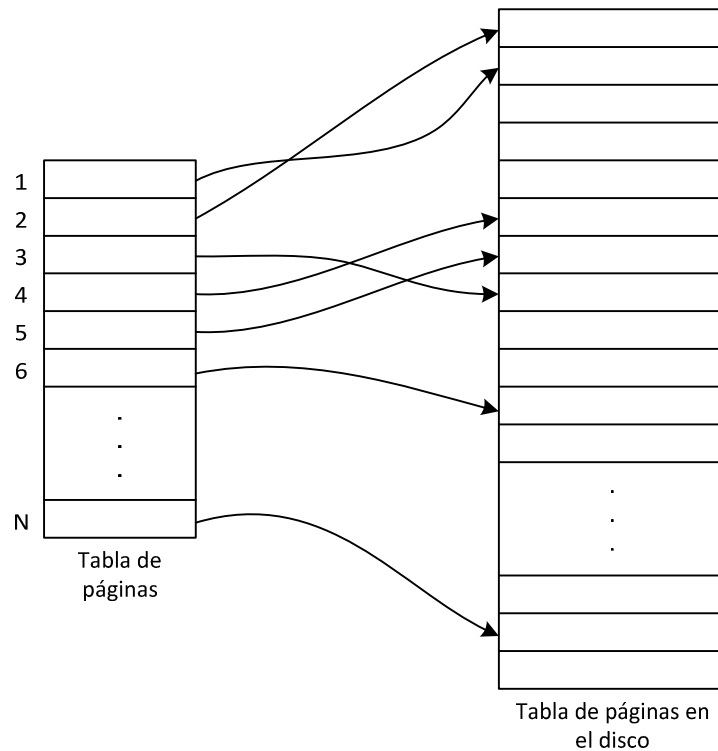 1
2
3
4
5
6
.
.
.
N
Tabla de
páginas
.
.
.
Tabla de páginas en
el disco